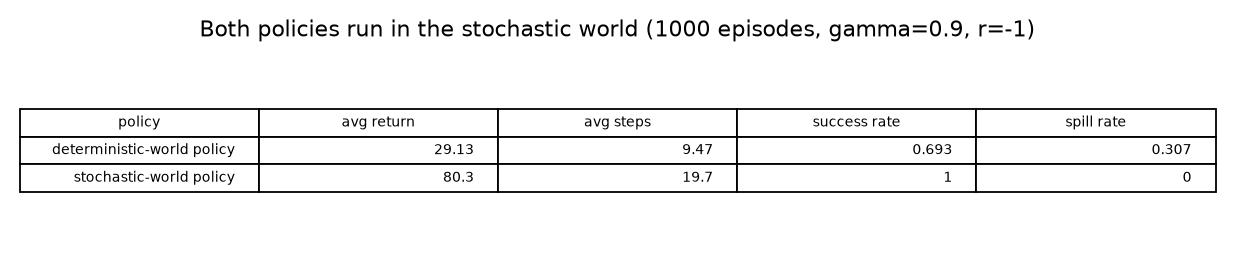 Both policies run in the stochastic world (1000 episodes, gamma=0.9, r=-1)
policy avg return avg steps success rate spill rate
deterministic-world policy 29.13 9.47 0.693 0.307
stochastic-world policy 80.3 19.7 1 0